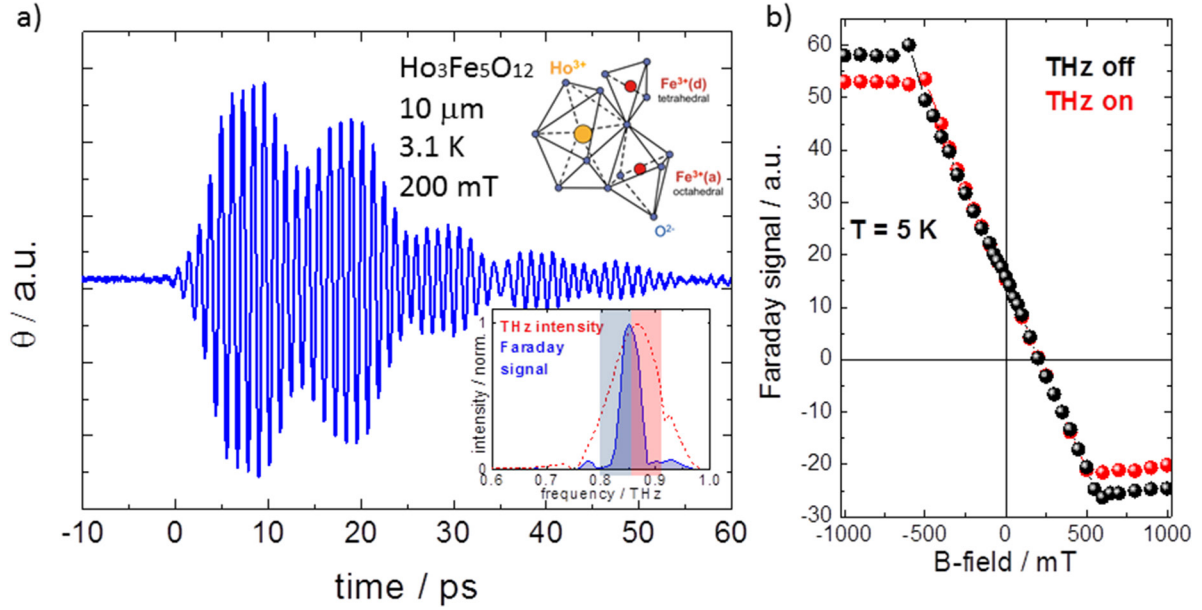 a)
Ho3Fe5O12
10 μm
3.1 K
200 mT
Ho3+
Fe3+(d)
tetrahedral
Fe3+(a)
octahedral
O2-
θ / a.u.
-10 0 10 20 30 40 50 60
time / ps
THz intensity
Faraday
signal
intensity / norm.
1
0
0.6 0.7 0.8 0.9 1.0
frequency / THz
b)
THz off
THz on
T = 5 K
Faraday signal / a.u.
60
50
40
30
20
10
0
-10
-20
-30
-1000 -500 0 500 1000
B-field / mT